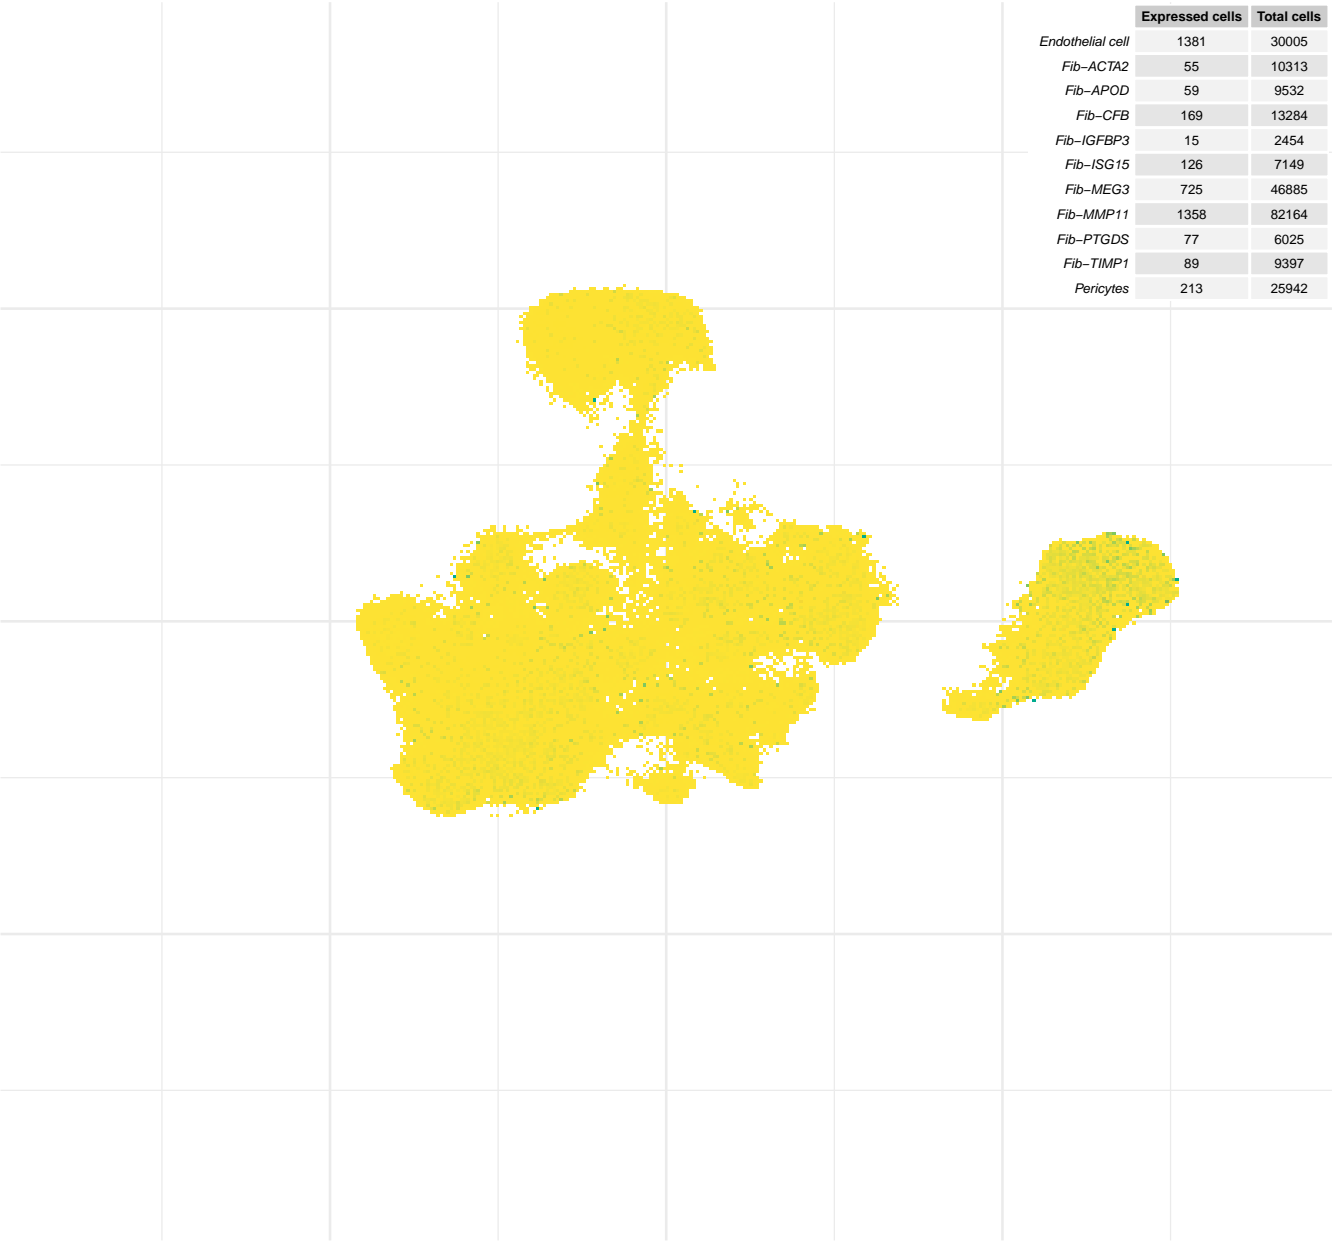 Expressed cells Total cells
Endothelial cell 1381 30005
Fib−ACTA2 55 10313
Fib−APOD 59 9532
Fib−CFB 169 13284
Fib−IGFBP3 15 2454
Fib−ISG15 126 7149
Fib−MEG3 725 46885
Fib−MMP11 1358 82164
Fib−PTGDS 77 6025
Fib−TIMP1 89 9397
Pericytes 213 25942